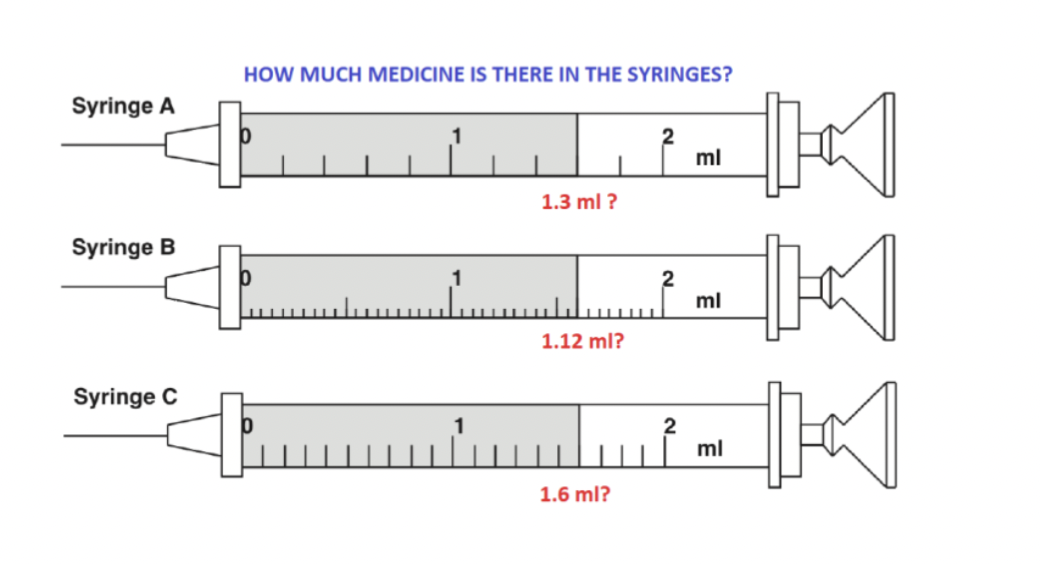 HOW MUCH MEDICINE IS THERE IN THE SYRINGES?
Syringe A
0 1 2 ml
1.3 ml ?
Syringe B
0 1 2 ml
1.12 ml?
Syringe C
0 1 2 ml
1.6 ml?